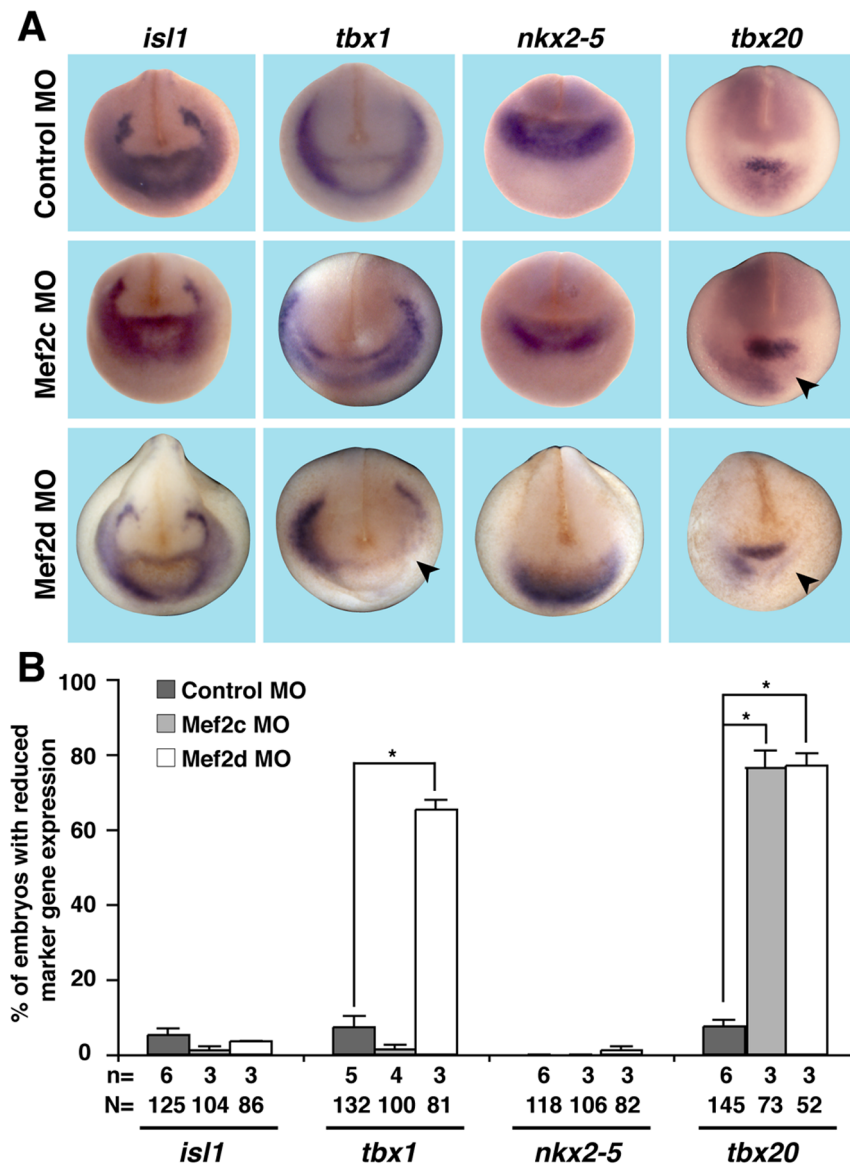 A
isl1 tbx1 nkx2-5 tbx20
Control MO
Mef2c MO
Mef2d MO
B
% of embryos with reduced
marker gene expression
100
80
60
40
20
0
Control MO
Mef2c MO
Mef2d MO
*
*
*
n= 6 3 3 5 4 3 6 3 3 6 3 3
N= 125 104 86 132 100 81 118 106 82 145 73 52
isl1 tbx1 nkx2-5 tbx20